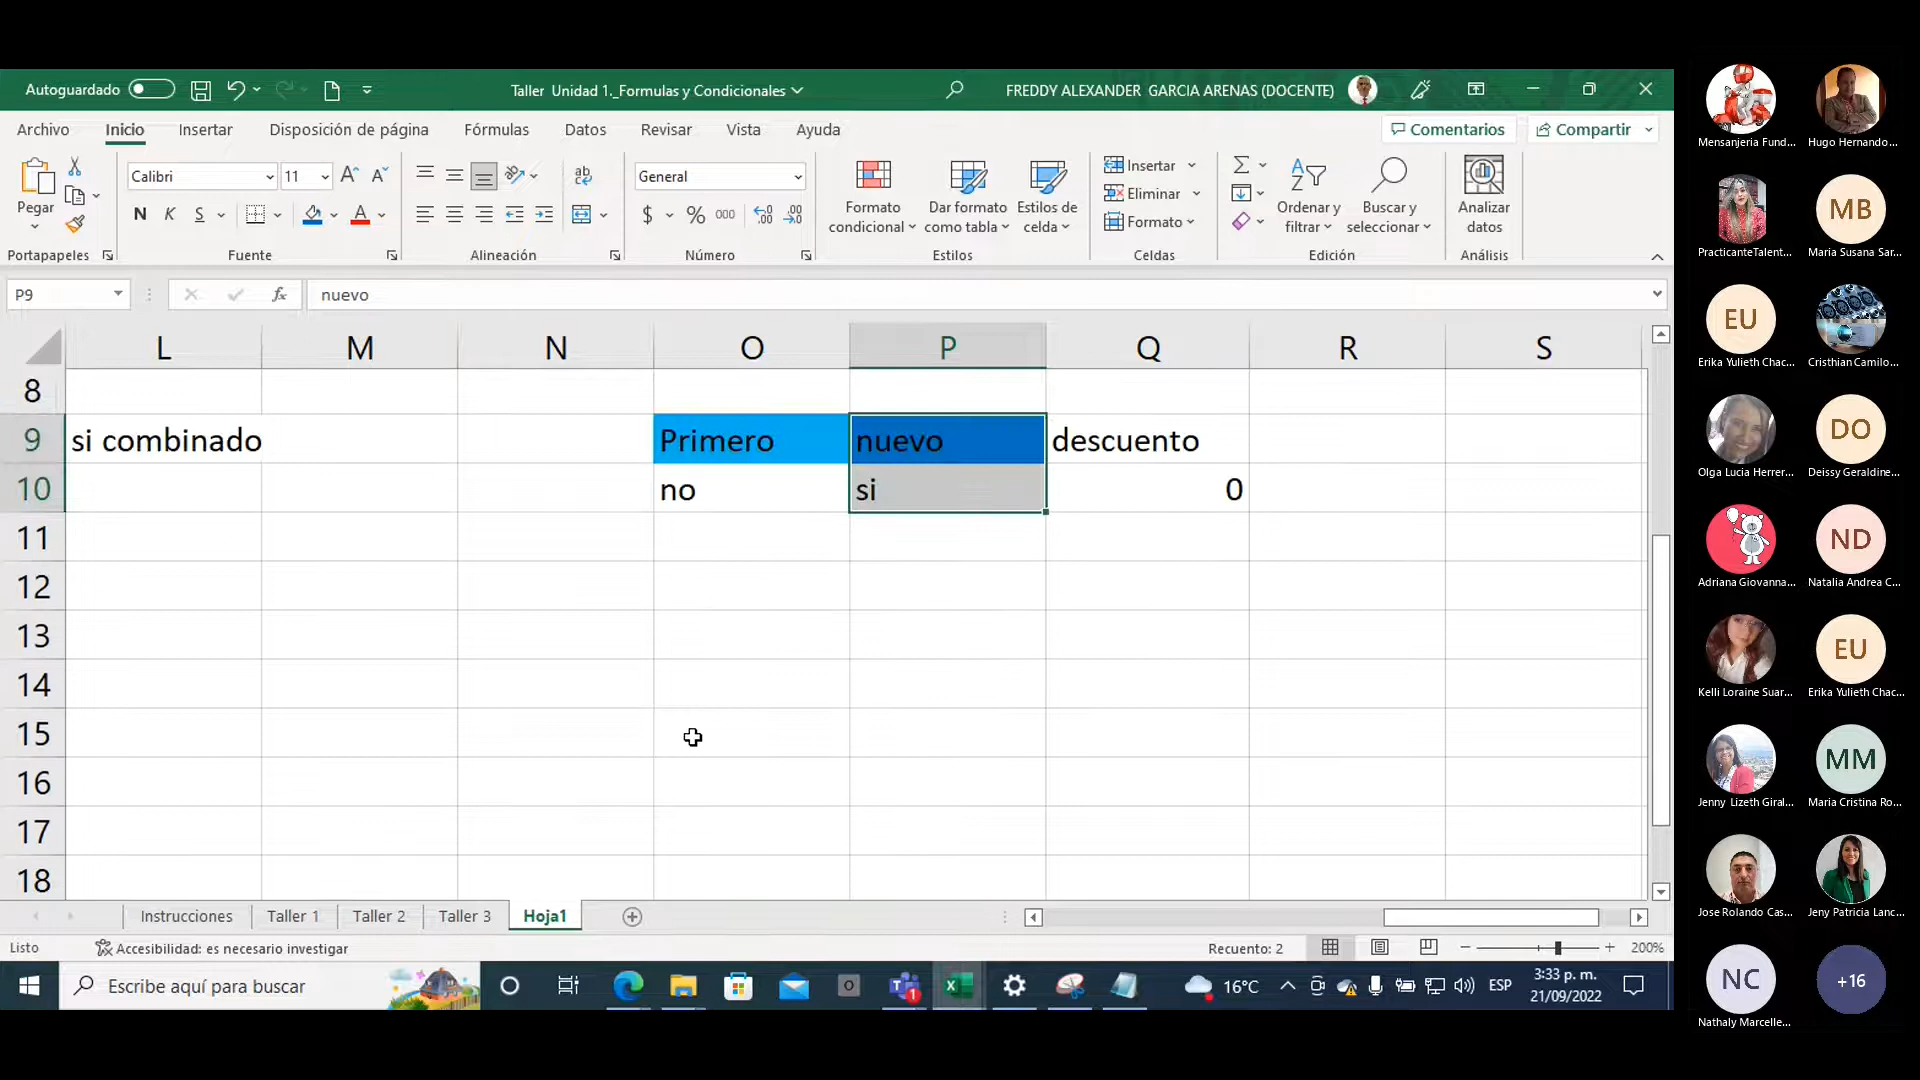 Autoguardado
Taller Unidad 1._Formulas y Condicionales
FREDDY ALEXANDER GARCIA ARENAS (DOCENTE)
Archivo Inicio Insertar Disposición de página Fórmulas Datos Revisar Vista Ayuda
Comentarios Compartir
Pegar
Calibri 11
N K S
ab
General
$ % 000
Formato condicional
Dar formato como tabla
Estilos de celda
Insertar
Eliminar
Formato
Ordenar y filtrar
Buscar y seleccionar
Analizar datos
Portapapeles Fuente Alineación Número Estilos Celdas Edición Análisis
P9 fx nuevo
L M N O P Q R S
8
9 si combinado Primero nuevo descuento
10 no si 0
11
12
13
14
15
16
17
18
Instrucciones Taller 1 Taller 2 Taller 3 Hoja1
Listo Accesibilidad: es necesario investigar Recuento: 2 200%
Escribe aquí para buscar
16°C ESP 3:33 p. m.
21/09/2022
Mensanjeria Fund... Hugo Hernando...
MB
PracticanteTalent... Maria Susana Sar...
EU
Erika Yulieth Chac... Cristhian Camilo...
DO
Olga Lucia Herrer... Deissy Geraldine...
ND
Adriana Giovanna... Natalia Andrea C...
EU
Kelli Loraine Suar... Erika Yulieth Chac...
MM
Jenny Lizeth Giral... Maria Cristina Ro...
Jose Rolando Cas... Jeny Patricia Lanc...
NC +16
Nathaly Marcelle...